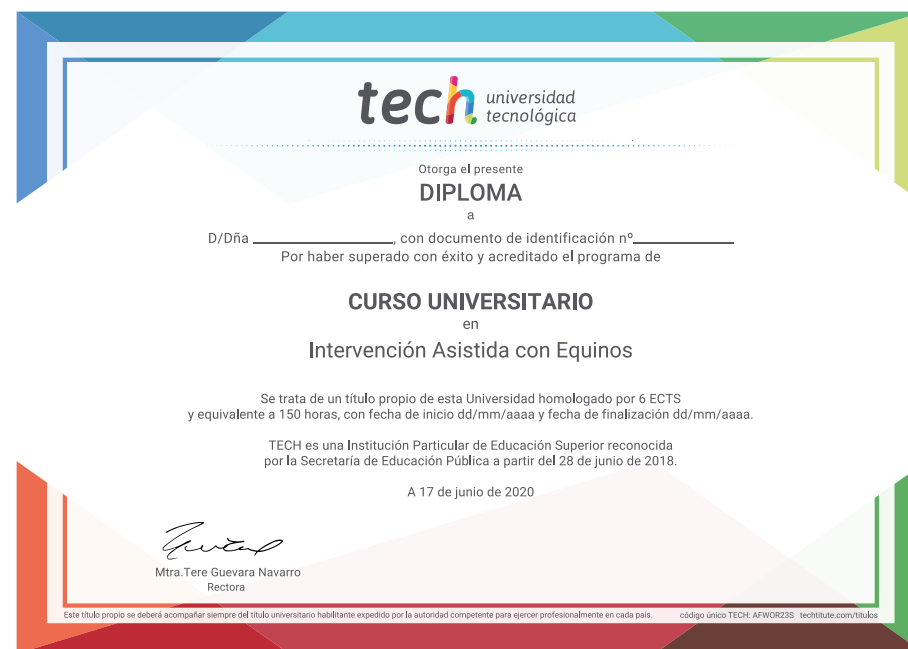 tech universidad
tecnológica
Otorga el presente
DIPLOMA
a
D/Dña ____________________, con documento de identificación nº______________
Por haber superado con éxito y acreditado el programa de
CURSO UNIVERSITARIO
en
Intervención Asistida con Equinos
Se trata de un título propio de esta Universidad homologado por 6 ECTS
y equivalente a 150 horas, con fecha de inicio dd/mm/aaaa y fecha de finalización dd/mm/aaaa.
TECH es una Institución Particular de Educación Superior reconocida
por la Secretaría de Educación Pública a partir del 28 de junio de 2018.
A 17 de junio de 2020
Mtra.Tere Guevara Navarro
Rectora
Este título propio se deberá acompañar siempre del título universitario habilitante expedido por la autoridad competente para ejercer profesionalmente en cada país. código único TECH: AFWOR23S techtitute.com/titulos